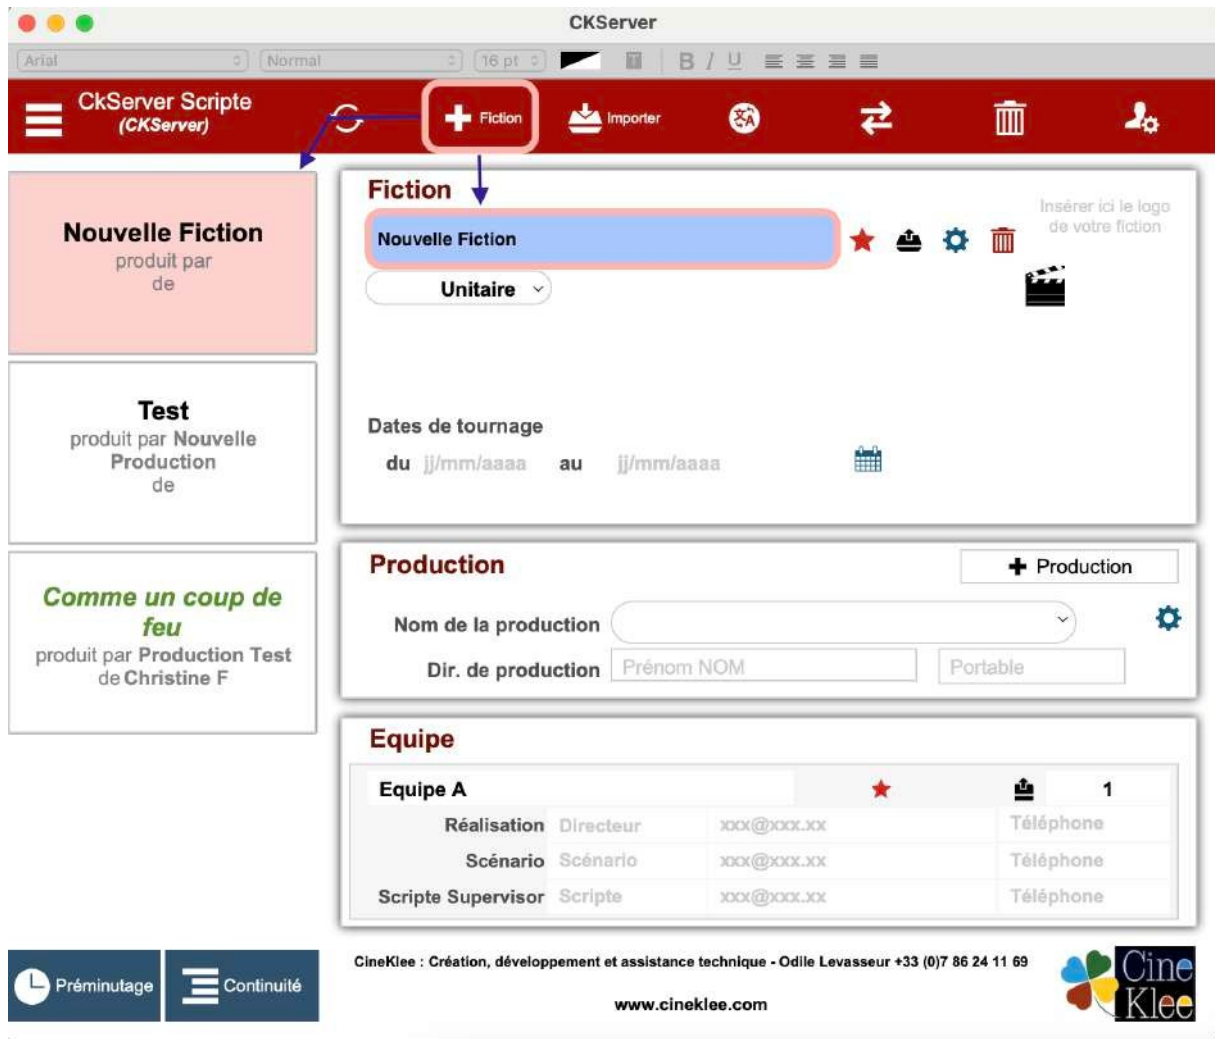 CKServer
Arial
Normal
16 pt
B I U
CkServer Scripte
(CKServer)
Fiction
Importer
Nouvelle Fiction
produit par
de
Test
produit par Nouvelle
Production
de
Comme un coup de
feu
produit par Production Test
de Christine F
Fiction
Insérer ici le logo
de votre fiction
Nouvelle Fiction
Unitaire
Dates de tournage
du jj/mm/aaaa au jj/mm/aaaa
Production
+ Production
Nom de la production
Dir. de production Prénom NOM Portable
Equipe
Equipe A 1
Réalisation Directeur xxx@xxx.xx Téléphone
Scénario Scénario xxx@xxx.xx Téléphone
Scripte Supervisor Scripte xxx@xxx.xx Téléphone
Préminutage
Continuité
CineKlee : Création, développement et assistance technique - Odile Levasseur +33 (0)7 86 24 11 69
www.cineklee.com
Cine
Klee